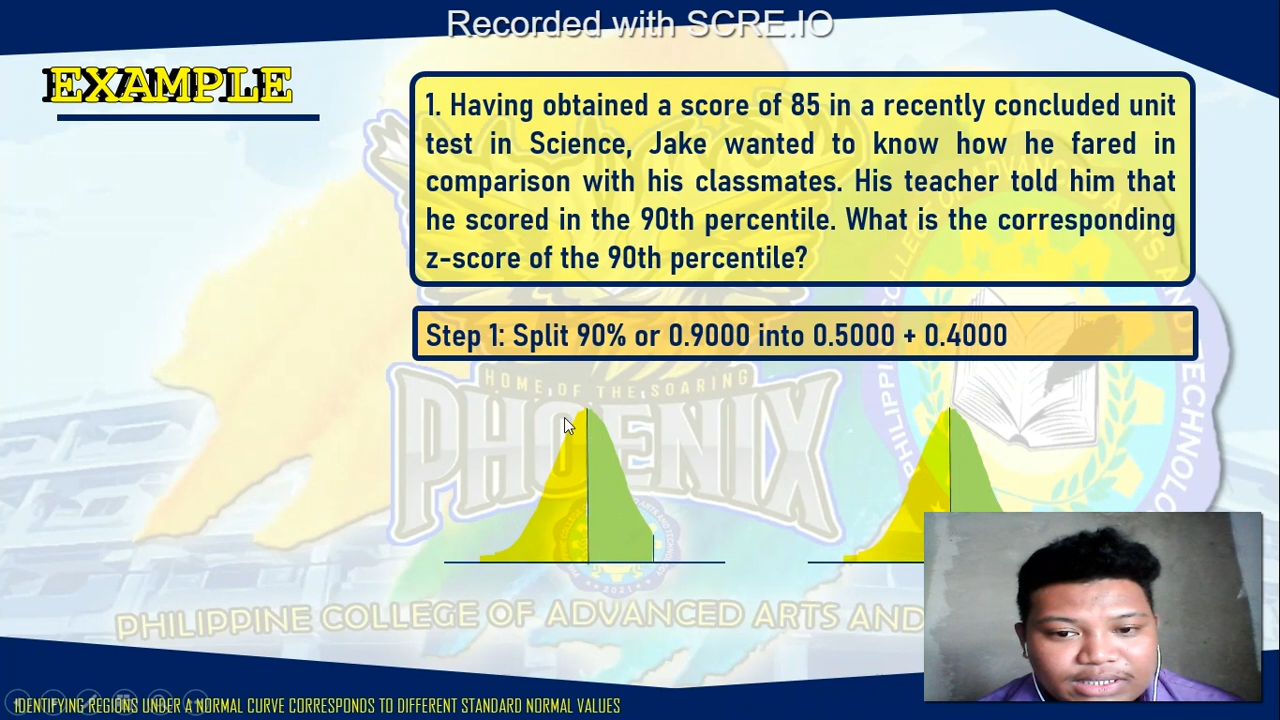 Recorded with SCRE.IO
EXAMPLE
1. Having obtained a score of 85 in a recently concluded unit
test in Science, Jake wanted to know how he fared in
comparison with his classmates. His teacher told him that
he scored in the 90th percentile. What is the corresponding
z-score of the 90th percentile?
Step 1: Split 90% or 0.9000 into 0.5000 + 0.4000
HOME OF THE SOARING
PHOENIX
PHILIPPINE COLLEGE OF ADVANCED ARTS AND
IDENTIFYING REGIONS UNDER A NORMAL CURVE CORRESPONDS TO DIFFERENT STANDARD NORMAL VALUES